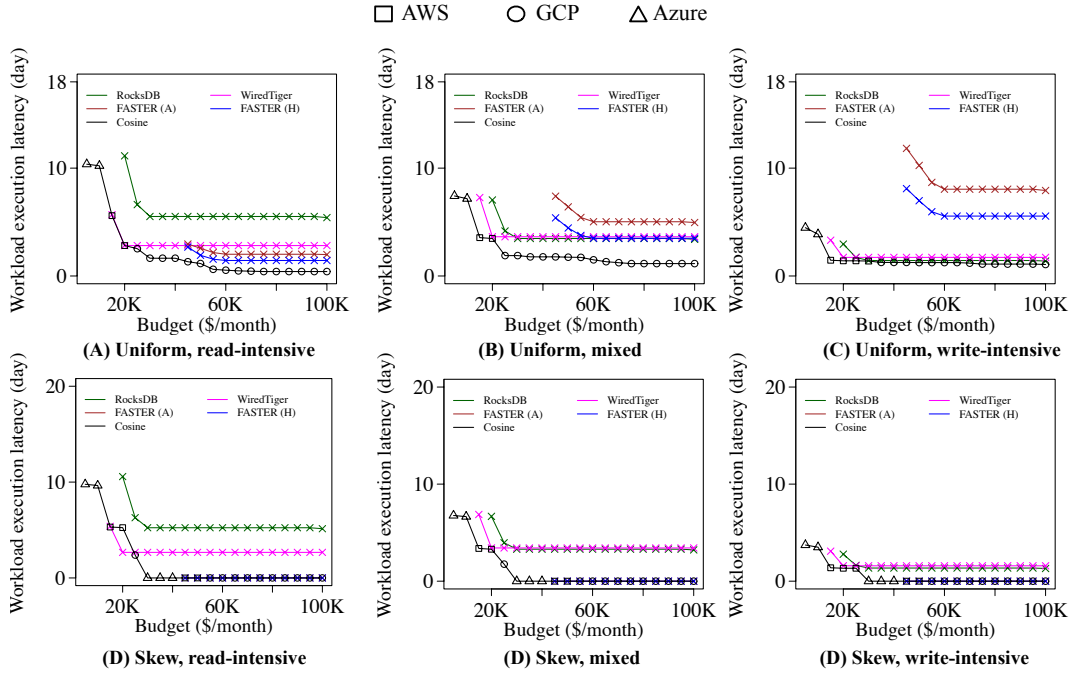 AWS GCP Azure
Workload execution latency (day)
18
10
0
RocksDB WiredTiger
FASTER (A) FASTER (H)
Cosine
20K 60K 100K
Budget ($/month)
(A) Uniform, read-intensive
Workload execution latency (day)
18
10
0
RocksDB WiredTiger
FASTER (A) FASTER (H)
Cosine
20K 60K 100K
Budget ($/month)
(B) Uniform, mixed
Workload execution latency (day)
18
10
0
RocksDB WiredTiger
FASTER (A) FASTER (H)
Cosine
20K 60K 100K
Budget ($/month)
(C) Uniform, write-intensive
Workload execution latency (day)
20
10
0
RocksDB WiredTiger
FASTER (A) FASTER (H)
Cosine
20K 60K 100K
Budget ($/month)
(D) Skew, read-intensive
Workload execution latency (day)
20
10
0
RocksDB WiredTiger
FASTER (A) FASTER (H)
Cosine
20K 60K 100K
Budget ($/month)
(D) Skew, mixed
Workload execution latency (day)
20
10
0
RocksDB WiredTiger
FASTER (A) FASTER (H)
Cosine
20K 60K 100K
Budget ($/month)
(D) Skew, write-intensive